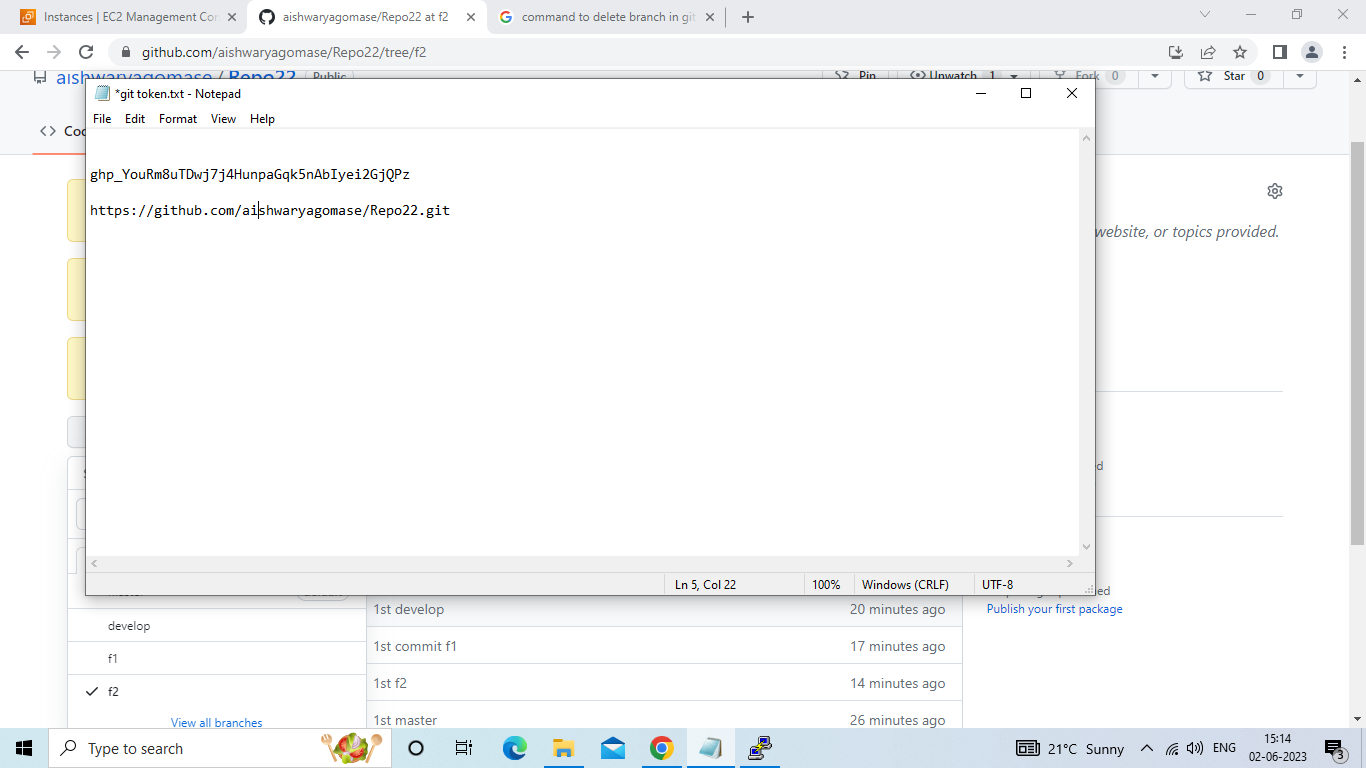 Instances | EC2 Management Con
aishwaryagomase/Repo22 at f2
command to delete branch in git
github.com/aishwaryagomase/Repo22/tree/f2
aishwaryagomase / Repo22 Public
Pin
Unwatch 1
Fork 0
Star 0
*git token.txt - Notepad
File Edit Format View Help
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
https://github.com/aishwaryagomase/Repo22.git
website, or topics provided.
Ln 5, Col 22 100% Windows (CRLF) UTF-8
Publish your first package
develop
f1
f2
View all branches
1st develop 20 minutes ago
1st commit f1 17 minutes ago
1st f2 14 minutes ago
1st master 26 minutes ago
Type to search
21°C Sunny
ENG
15:14
02-06-2023
3